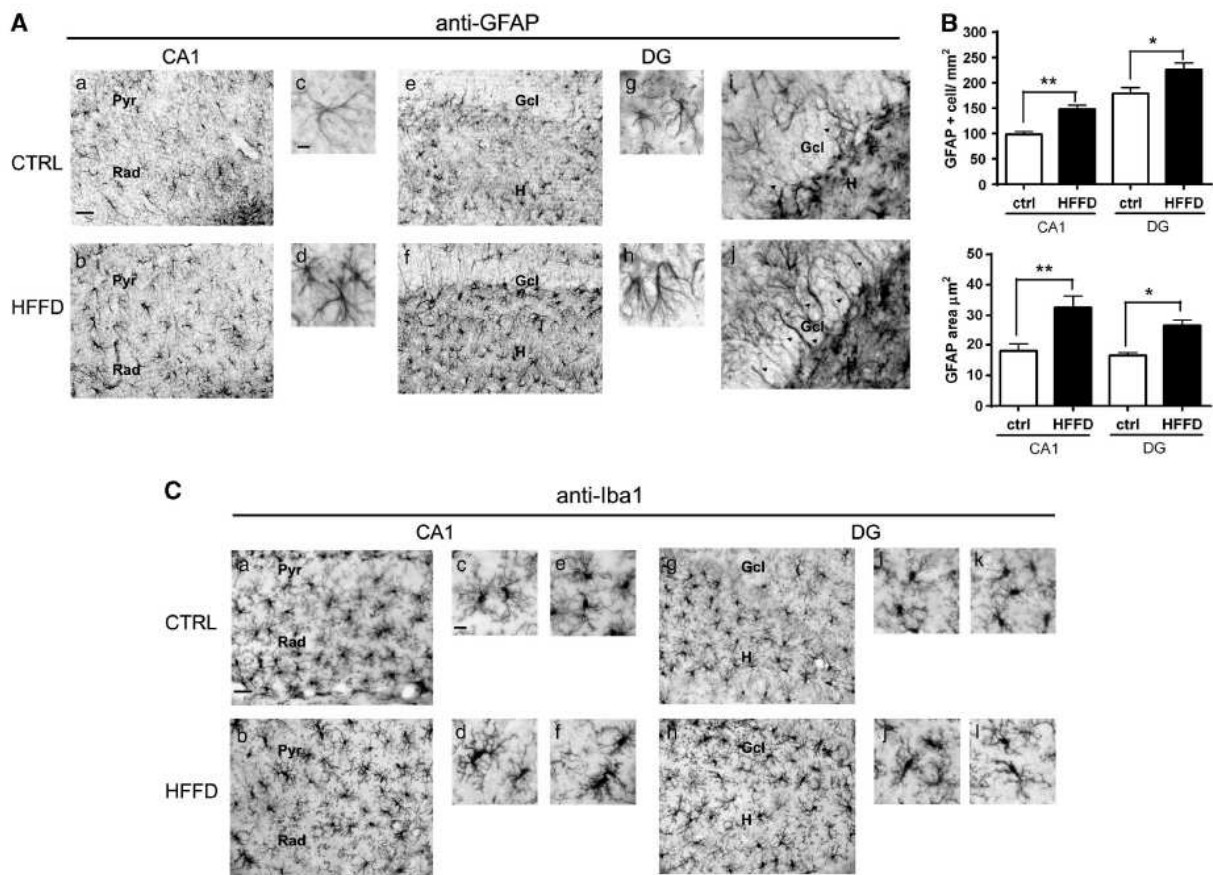 A
anti-GFAP
CA1
DG
CTRL
a
Pyr
Rad
c
e
Gcl
H
g
i
Gcl
H
HFFD
b
Pyr
Rad
d
f
Gcl
H
h
j
Gcl
H
B
GFAP + cell/ mm²
300
250
200
150
100
50
0
**
*
ctrl
HFFD
ctrl
HFFD
CA1
DG
GFAP area µm²
50
40
30
20
10
0
**
*
ctrl
HFFD
ctrl
HFFD
CA1
DG
C
anti-Iba1
CA1
DG
CTRL
a
Pyr
Rad
c
e
g
Gcl
H
k
HFFD
b
Pyr
Rad
d
f
h
Gcl
H
j
l